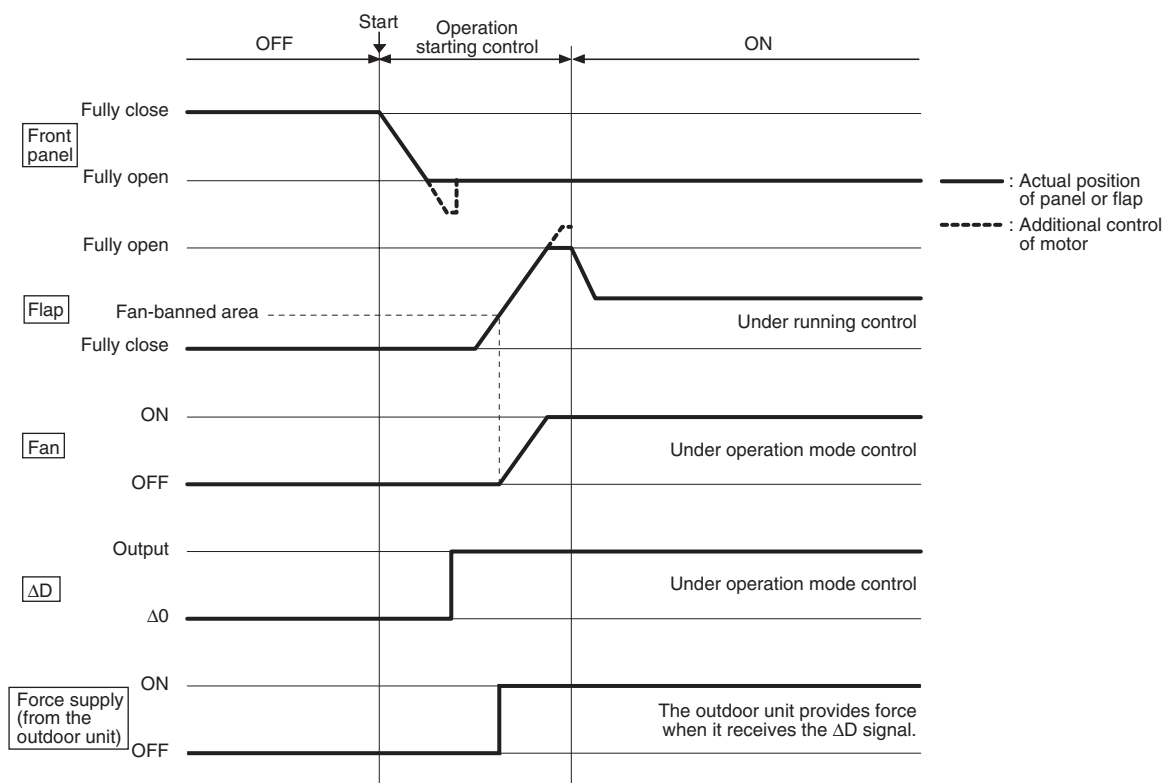 Start
OFF
Operation
starting control
ON
Fully close
Front
panel
Fully open
: Actual position
of panel or flap
: Additional control
of motor
Fully open
Flap
Fan-banned area
Under running control
Fully close
ON
Fan
Under operation mode control
OFF
Output
ΔD
Under operation mode control
Δ0
ON
Force supply
(from the
outdoor unit)
The outdoor unit provides force
when it receives the ΔD signal.
OFF